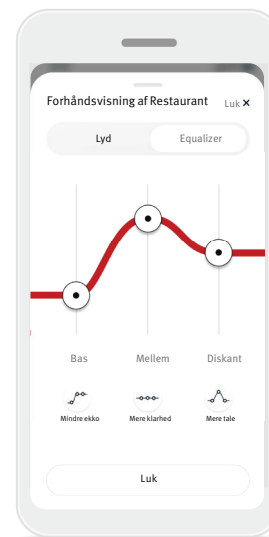 Forhåndsvisning af Restaurant Luk ×
Lyd Equalizer
Bas Mellem Diskant
Mindre ekko Mere klarhed Mere tale
Luk